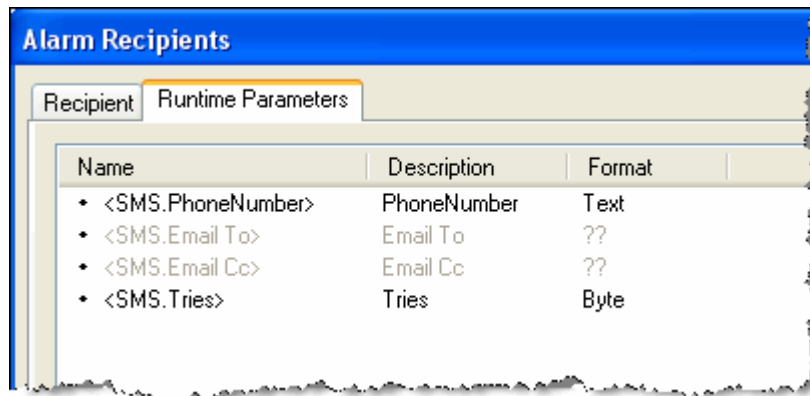 Alarm Recipients
Recipient Runtime Parameters
Name Description Format
• <SMS.PhoneNumber> PhoneNumber Text
• <SMS.Email To> Email To ??
• <SMS.Email Cc> Email Cc ??
• <SMS.Tries> Tries Byte